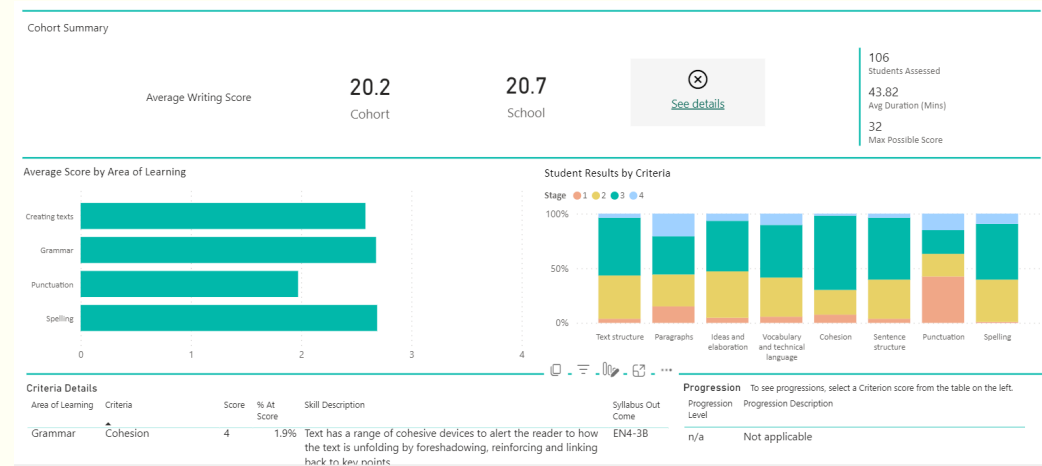 Cohort Summary
Average Writing Score
20.2
Cohort
20.7
School
See details
106
Students Assessed
43.82
Avg Duration (Mins)
32
Max Possible Score
Average Score by Area of Learning
Creating texts
Grammar
Punctuation
Spelling
0 1 2 3 4
Student Results by Criteria
Stage 1 2 3 4
100%
50%
0%
Text structure
Paragraphs
Ideas and
elaboration
Vocabulary
and technical
language
Cohesion
Sentence
structure
Punctuation
Spelling
Criteria Details
Area of Learning Criteria Score % At
Score Skill Description Syllabus Out
Come
Grammar Cohesion 4 1.9% Text has a range of cohesive devices to alert the reader to how EN4-3B
the text is unfolding by foreshadowing, reinforcing and linking
back to key points
Progression To see progressions, select a Criterion score from the table on the left.
Progression
Level Progression Description
n/a Not applicable